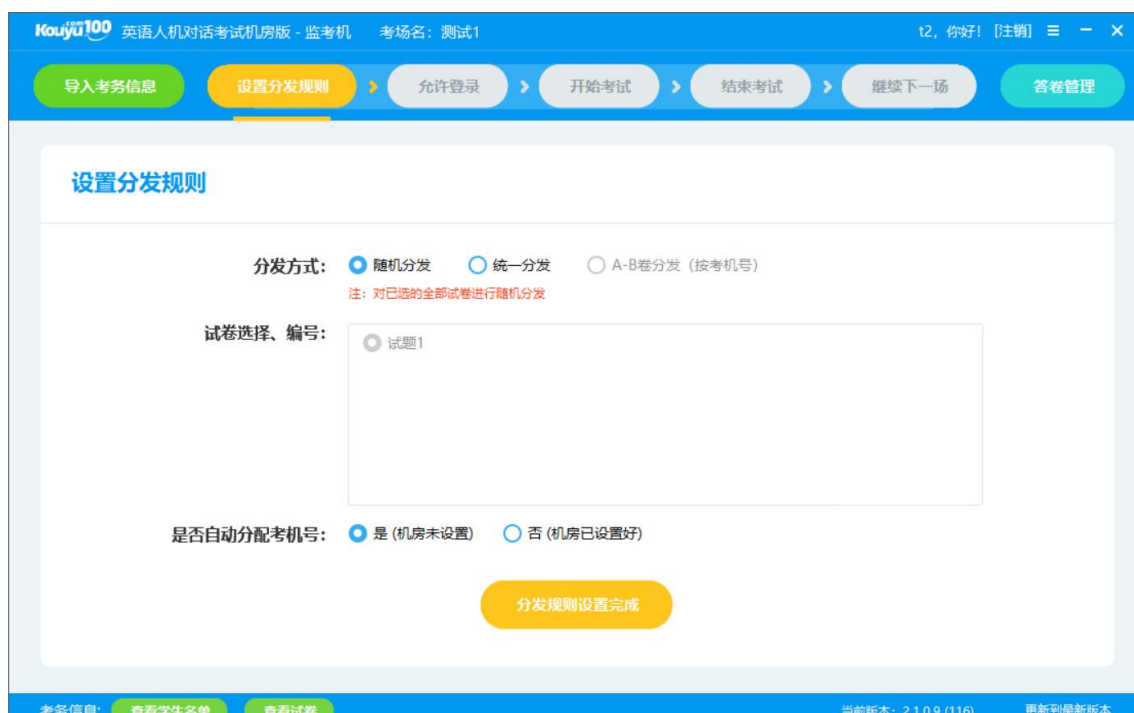 Kouyu100.com 英语人机对话考试机房版 - 监考机 考场名：测试1 t2，你好！ [注销]
导入考务信息 设置分发规则 允许登录 开始考试 结束考试 继续下一场 答卷管理
设置分发规则
分发方式： 随机分发 统一分发 A-B卷分发（按考机号）
注：对已选的全部试卷进行随机分发
试卷选择、编号： 试题1
是否自动分配考机号： 是 (机房未设置) 否 (机房已设置好)
分发规则设置完成
考务信息: 查看学生名单 查看试卷 当前版本：2.1.0.9 (116) 更新到最新版本